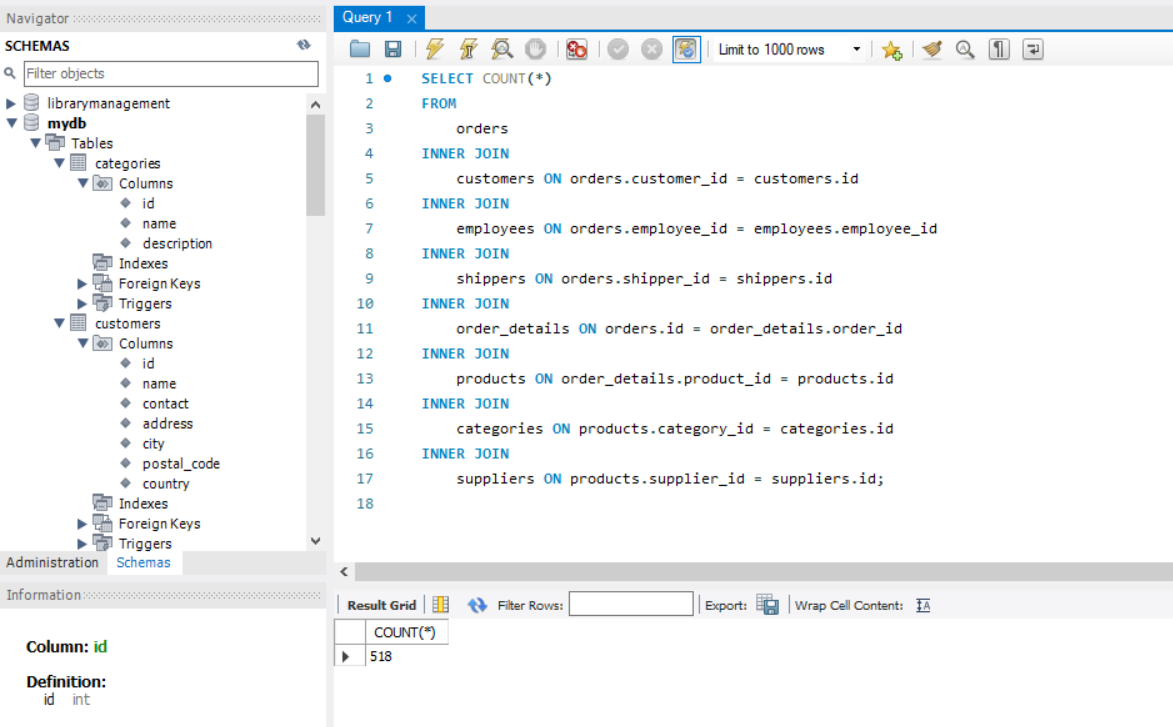 Navigator
SCHEMAS
Filter objects
librarymanagement
mydb
Tables
categories
Columns
id
name
description
Indexes
Foreign Keys
Triggers
customers
Columns
id
name
contact
address
city
postal_code
country
Indexes
Foreign Keys
Triggers
Administration Schemas
Information
Column: id
Definition:
id int
Query 1
Limit to 1000 rows
1 SELECT COUNT(*)
2 FROM
3 orders
4 INNER JOIN
5 customers ON orders.customer_id = customers.id
6 INNER JOIN
7 employees ON orders.employee_id = employees.employee_id
8 INNER JOIN
9 shippers ON orders.shipper_id = shippers.id
10 INNER JOIN
11 order_details ON orders.id = order_details.order_id
12 INNER JOIN
13 products ON order_details.product_id = products.id
14 INNER JOIN
15 categories ON products.category_id = categories.id
16 INNER JOIN
17 suppliers ON products.supplier_id = suppliers.id;
18
Result Grid Filter Rows: Export: Wrap Cell Content:
COUNT(*)
518